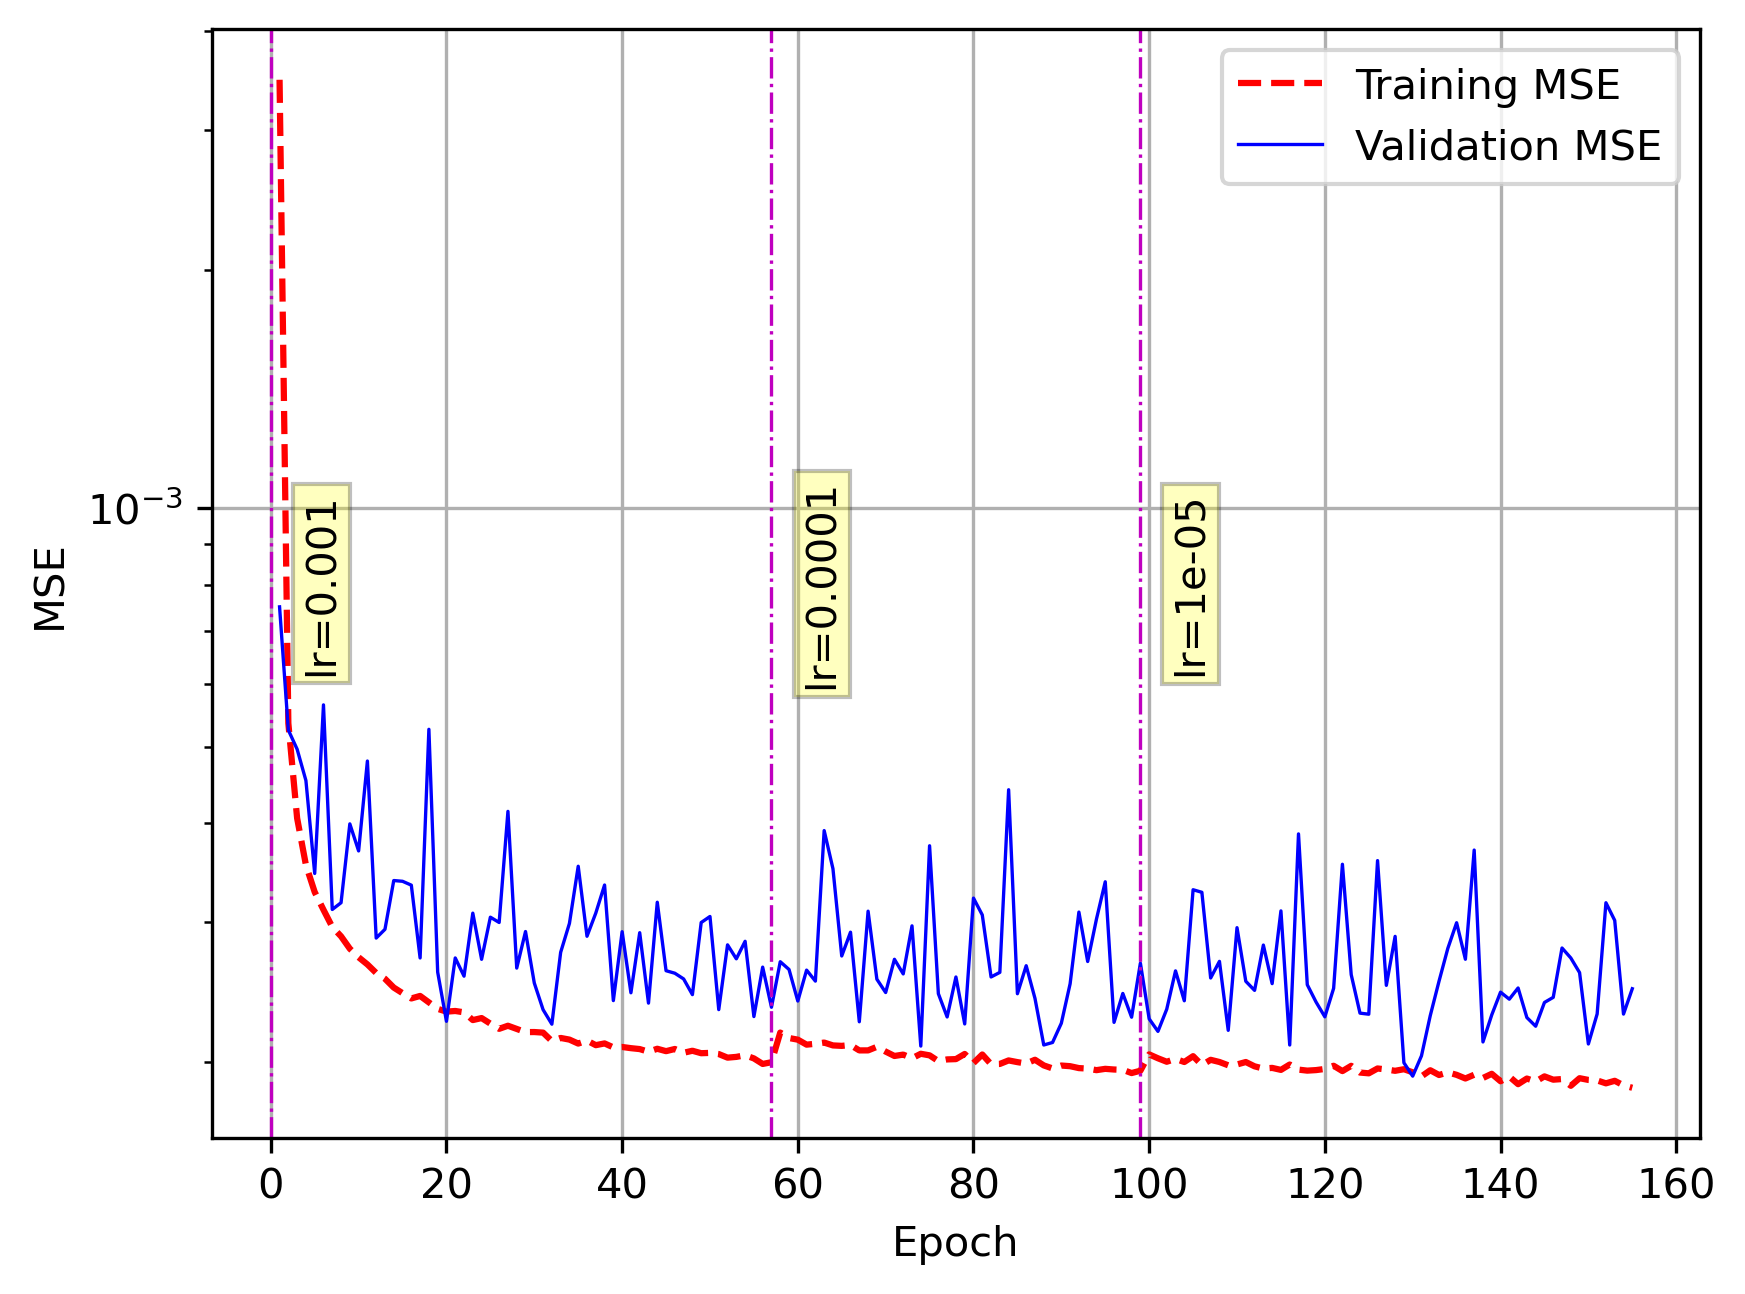 Training MSE
Validation MSE
10⁻³
MSE
lr=0.001
lr=0.0001
lr=1e-05
0 20 40 60 80 100 120 140 160
Epoch